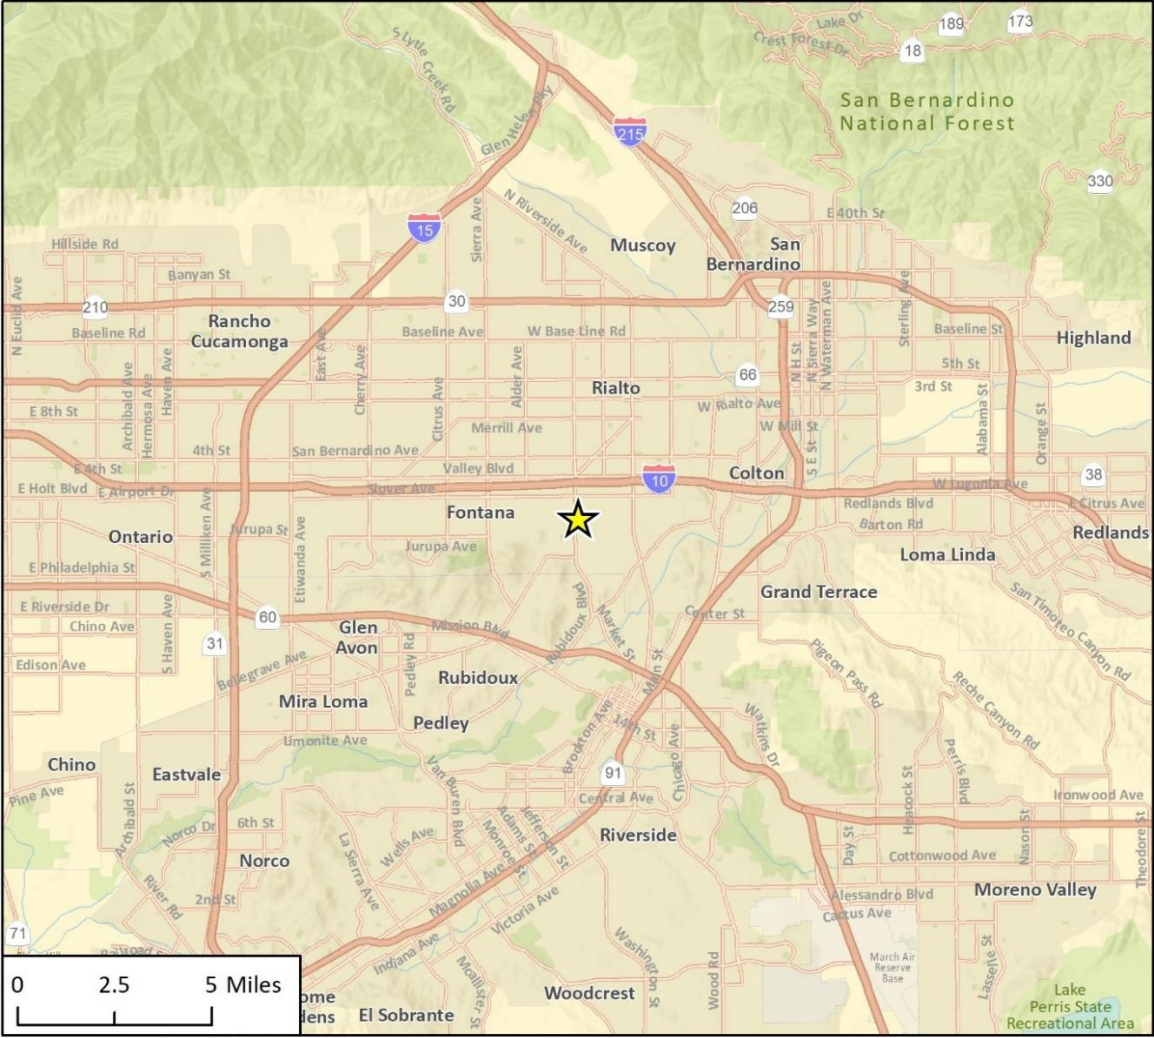 Lake Dr
189
173
Crest Forest Dr
18
S Lytle Creek Rd
San Bernardino
National Forest
Glen Helen Pky
215
330
N Riverside Ave
206
E 40th St
15
Sierra Ave
Muscoy
San
Bernardino
Hillside Rd
Banyan St
N Euclid Ave
210
30
259
Sterling Ave
Rancho
Cucamonga
Baseline Rd
Baseline Ave
W Base Line Rd
Baseline St
Highland
East Ave
Cherry Ave
Citrus Ave
Alder Ave
N H St
N Sierra Way
N Waterman Ave
5th St
66
3rd St
Rialto
Archibald Ave
Hermosa Ave
Haven Ave
E 8th St
W Rialto Ave
Merrill Ave
W Mill St
Alabama St
Orange St
4th St
San Bernardino Ave
S E St
E 4th St
Valley Blvd
Colton
38
E Holt Blvd
E Airport Dr
Slover Ave
10
W Lugonia Ave
Redlands Blvd
E Citrus Ave
Fontana
Barton Rd
Redlands
Ontario
S Milliken Ave
Jurupa St
Etiwanda Ave
Jurupa Ave
Loma Linda
E Philadelphia St
Grand Terrace
San Timoteo Canyon Rd
E Riverside Dr
60
Center St
Chino Ave
S Haven Ave
31
Glen
Avon
Mission Blvd
Rubidoux Blvd
Market St
Main St
Edison Ave
Bellegrave Ave
Pedley Rd
Rubidoux
Pigeon Pass Rd
Reche Canyon Rd
Mira Loma
Pedley
Brockton Ave
14th St
Watkins Dr
Limonite Ave
Chicago Ave
Perris Blvd
Chino
Eastvale
Van Buren Blvd
91
Heacock St
Pine Ave
Archibald St
Central Ave
Ironwood Ave
Norco Dr
6th St
La Sierra Ave
Wells Ave
Adams St
Monroe St
Jefferson St
Riverside
Day St
Nason St
Theodore St
Norco
Cottonwood Ave
River Rd
2nd St
Magnolia Ave
Victoria Ave
Alessandro Blvd
Moreno Valley
Cactus Ave
71
Indiana Ave
Washington St
Wood Rd
March Air
Reserve
Base
Lasselle St
Mcallister St
0 2.5 5 Miles
Woodcrest
El Sobrante
Lake
Perris State
Recreational Area